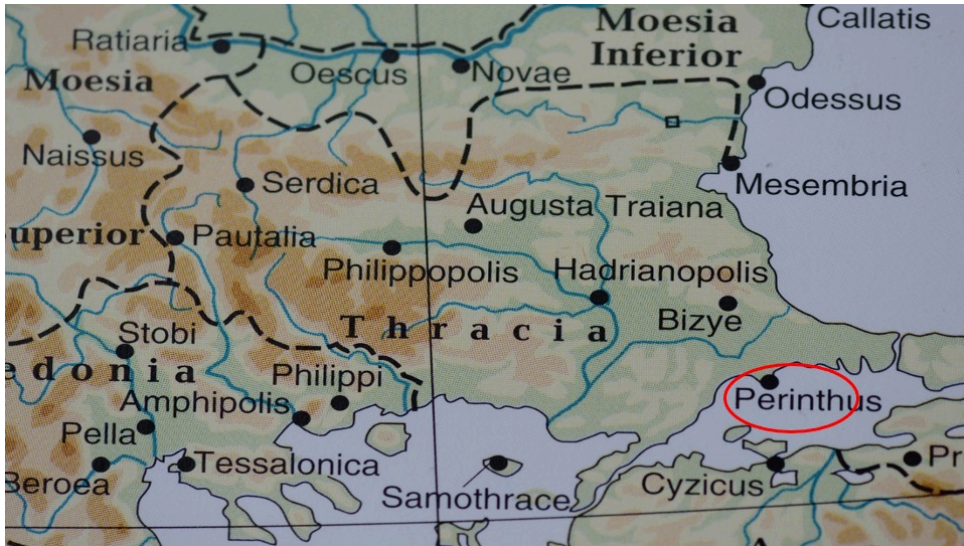 Moesia
Inferior
Callatis
Ratiaria
Oescus
Novae
Moesia
Odessus
Naissus
Serdica
Mesembria
Augusta Traiana
uperior
Pautalia
Philippopolis
Hadrianopolis
Bizye
Stobi
Thracia
edonia
Philippi
Amphipolis
Perinthus
Pella
Tessalonica
Beroea
Samothrace
Cyzicus
Pr